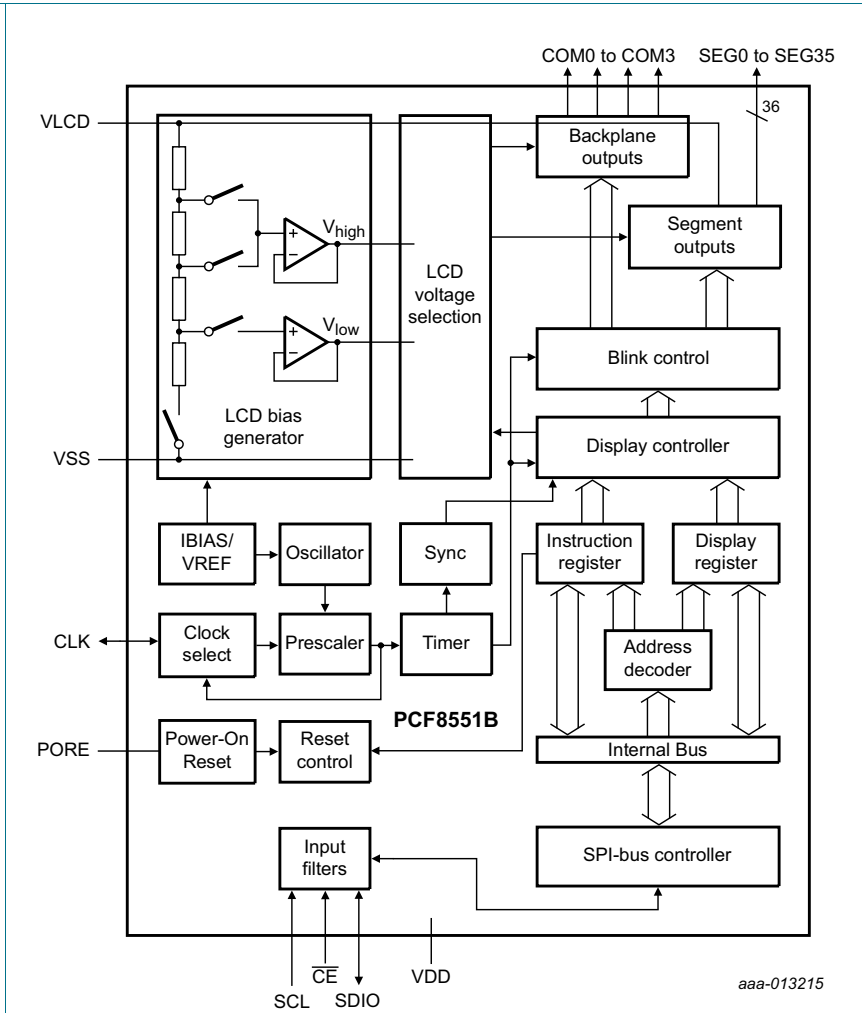 COM0 to COM3
SEG0 to SEG35
36
VLCD
Backplane
outputs
Vhigh
Segment
outputs
LCD
voltage
selection
Vlow
Blink control
LCD bias
generator
Display controller
VSS
IBIAS/
VREF
Oscillator
Sync
Instruction
register
Display
register
CLK
Clock
select
Prescaler
Timer
Address
decoder
PCF8551B
PORE
Power-On
Reset
Reset
control
Internal Bus
Input
filters
SPI-bus controller
SCL
CE
SDIO
VDD
aaa-013215